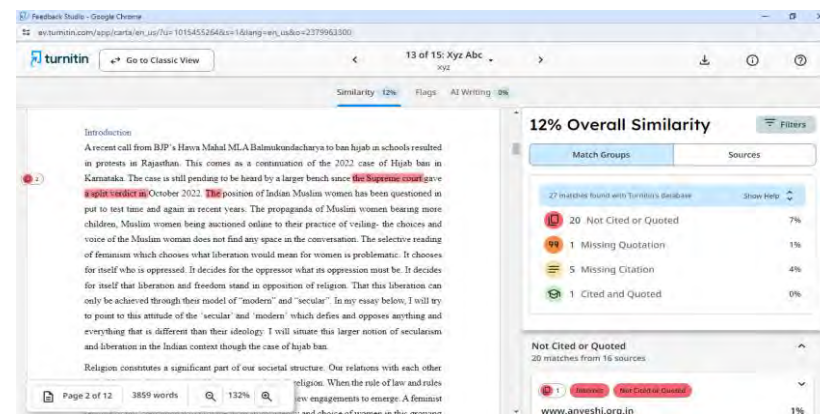 Feedback Studio - Google Chrome
ev.turnitin.com/app/carta/en_us/?u=1015455264&s=1&lang=en_us&o=2379963500
turnitin
Go to Classic View
13 of 15: Xyz Abc
xyz
Similarity 12% Flags AI Writing 0%
Introduction
A recent call from BJP's Hawa Mahal MLA Balmukundacharya to ban hijab in schools resulted
in protests in Rajasthan. This comes as a continuation of the 2022 case of Hijab ban in
Karnataka. The case is still pending to be heard by a larger bench since the Supreme court gave
a split verdict in October 2022. The position of Indian Muslim women has been questioned in
put to test time and again in recent years. The propaganda of Muslim women bearing more
children, Muslim women being auctioned online to their practice of veiling- the choices and
voice of the Muslim woman does not find any space in the conversation. The selective reading
of feminism which chooses what liberation would mean for women is problematic. It chooses
for itself who is oppressed. It decides for the oppressor what its oppression must be. It decides
for itself that liberation and freedom stand in opposition of religion. That this liberation can
only be achieved through their model of "modern" and "secular". In my essay below, I will try
to point to this attitude of the 'secular' and 'modern' which defies and opposes anything and
everything that is different than their ideology. I will situate this larger notion of secularism
and liberation in the Indian context though the case of hijab ban.
Religion constitutes a significant part of our societal structure. Our relations with each other
religion. When the rule of law and rules
ew engagements to emerge. A feminist
and choice of women in this growing
Page 2 of 12 3859 words 132%
12% Overall Similarity
Filters
Match Groups Sources
27 matches found with Turnitin's database Show Help
20 Not Cited or Quoted 7%
1 Missing Quotation 1%
5 Missing Citation 4%
1 Cited and Quoted 0%
Not Cited or Quoted
20 matches from 16 sources
1 Internet Not Cited or Quoted
www.anveshi.org.in 1%